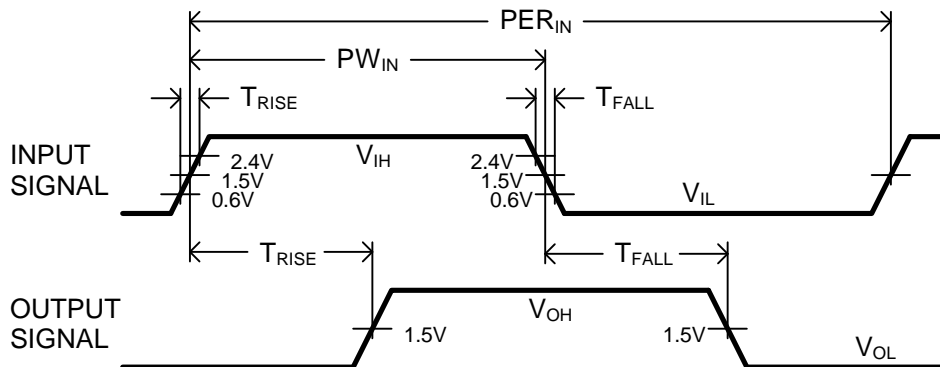 PER_IN
PW_IN
T_RISE T_FALL
INPUT
SIGNAL
V_IH
2.4V
1.5V
0.6V
2.4V
1.5V
0.6V
V_IL
T_RISE T_FALL
OUTPUT
SIGNAL
1.5V
V_OH
1.5V
V_OL